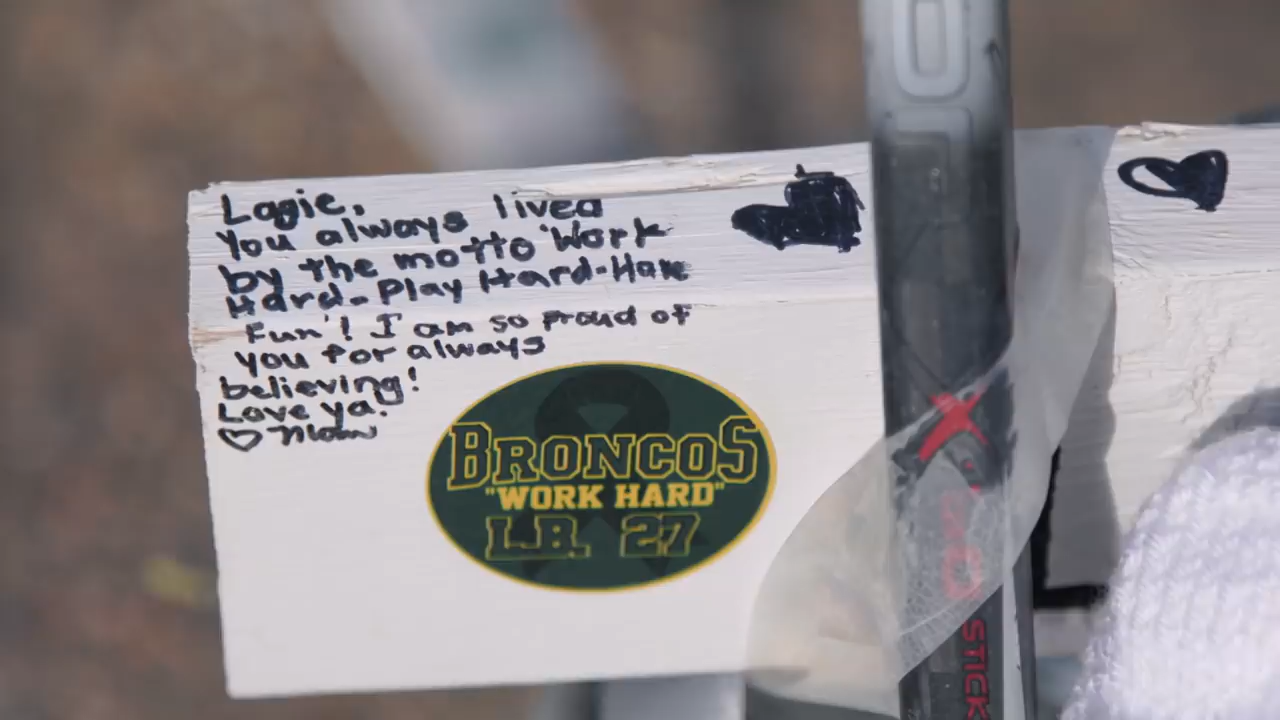 Logie,
You always lived
by the motto 'Work
Hard-Play Hard-Have
Fun'! I am so proud of
you for always
believing!
Love ya!
♡ Mom
BRONCOS
"WORK HARD"
L.B. 27
STICK